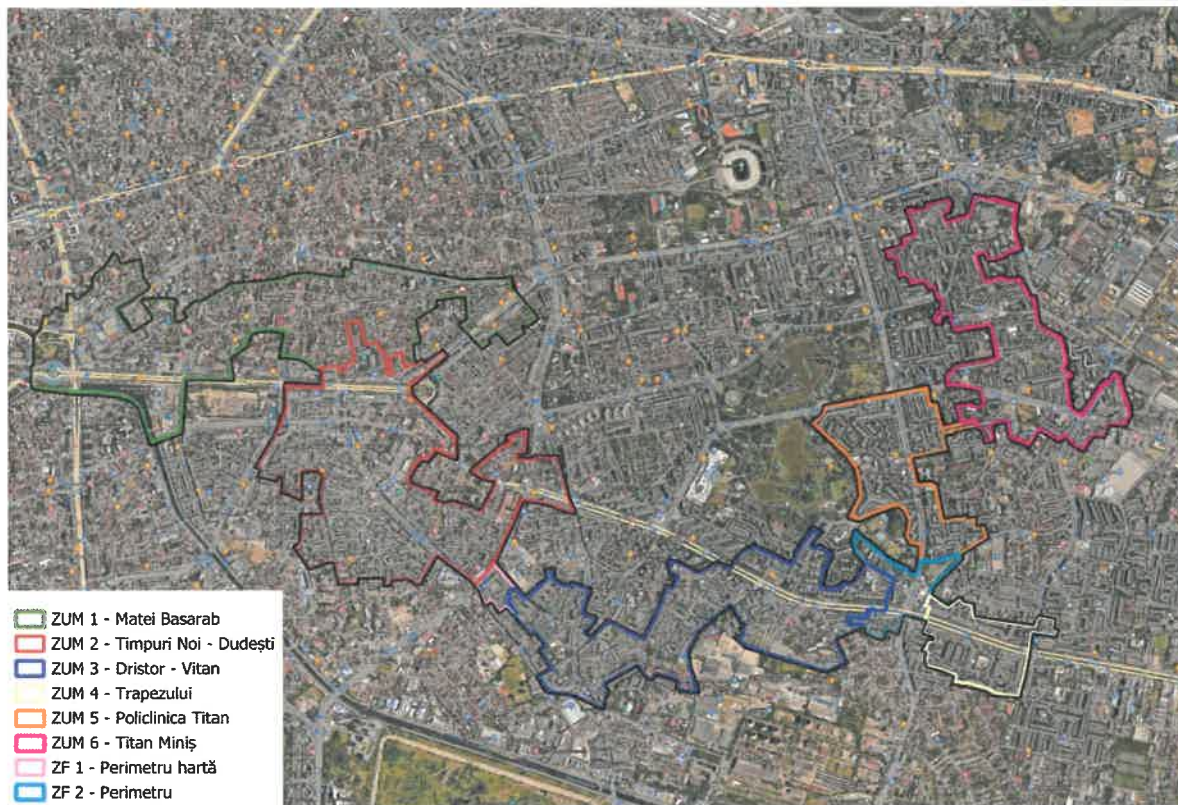 ZUM 1 - Matei Basarab
ZUM 2 - Timpuri Noi - Dudești
ZUM 3 - Dristor - Vitan
ZUM 4 - Trapezului
ZUM 5 - Policlinica Titan
ZUM 6 - Titan Miniș
ZF 1 - Perimetru hartă
ZF 2 - Perimetru